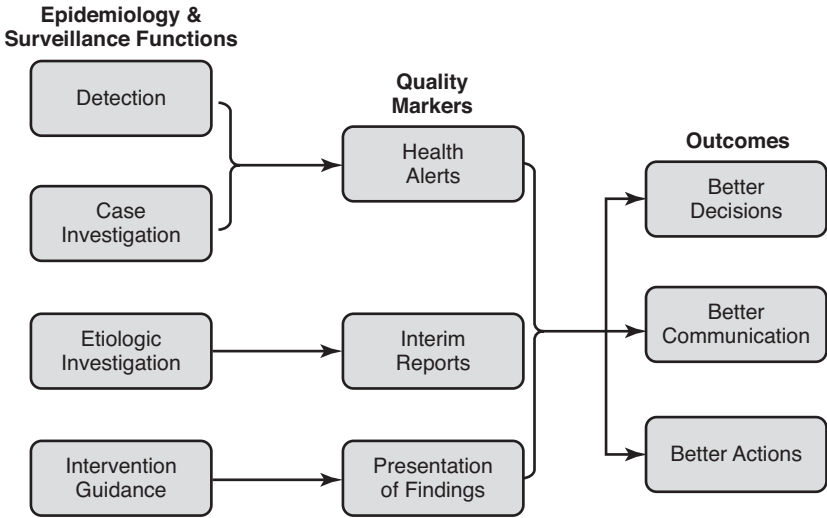 Epidemiology &
Surveillance Functions
Detection
Case
Investigation
Etiologic
Investigation
Intervention
Guidance
Quality
Markers
Health
Alerts
Interim
Reports
Presentation
of Findings
Outcomes
Better
Decisions
Better
Communication
Better Actions